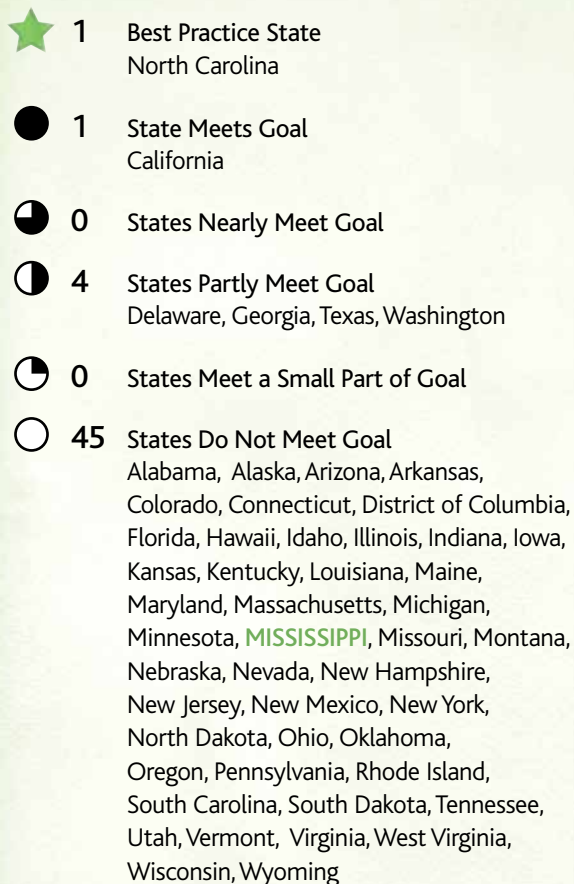 1 Best Practice State
North Carolina
1 State Meets Goal
California
0 States Nearly Meet Goal
4 States Partly Meet Goal
Delaware, Georgia, Texas, Washington
0 States Meet a Small Part of Goal
45 States Do Not Meet Goal
Alabama, Alaska, Arizona, Arkansas,
Colorado, Connecticut, District of Columbia,
Florida, Hawaii, Idaho, Illinois, Indiana, Iowa,
Kansas, Kentucky, Louisiana, Maine,
Maryland, Massachusetts, Michigan,
Minnesota, MISSISSIPPI, Missouri, Montana,
Nebraska, Nevada, New Hampshire,
New Jersey, New Mexico, New York,
North Dakota, Ohio, Oklahoma,
Oregon, Pennsylvania, Rhode Island,
South Carolina, South Dakota, Tennessee,
Utah, Vermont, Virginia, West Virginia,
Wisconsin, Wyoming